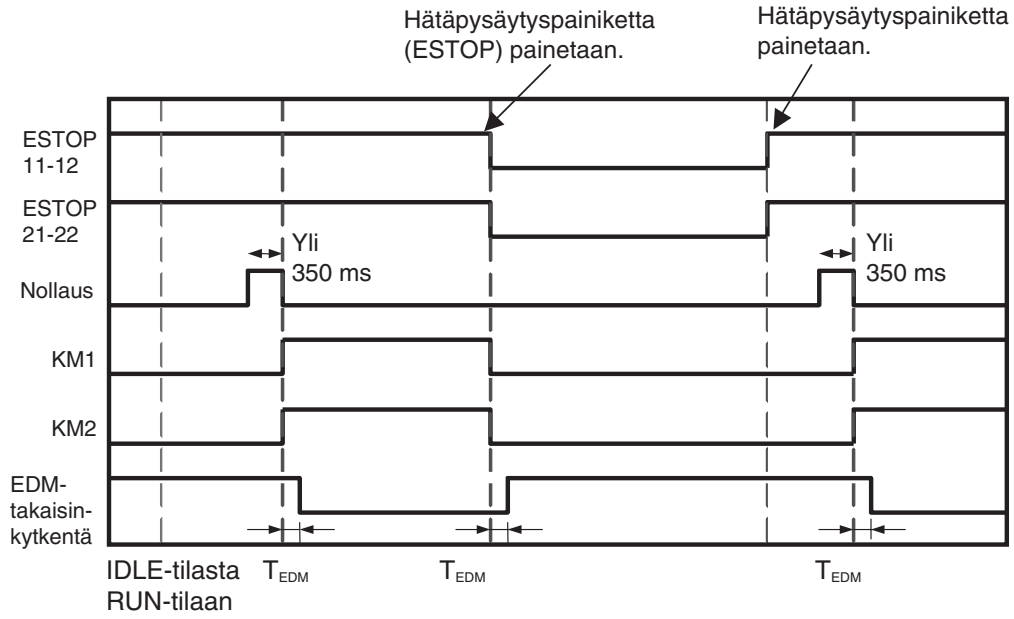 Hätäpysäytyspainiketta
(ESTOP) painetaan.
Hätäpysäytyspainiketta
painetaan.
ESTOP
11-12
ESTOP
21-22
Yli
350 ms
Yli
350 ms
Nollaus
KM1
KM2
EDM-
takaisin-
kytkentä
IDLE-tilasta
RUN-tilaan
TEDM
TEDM
TEDM